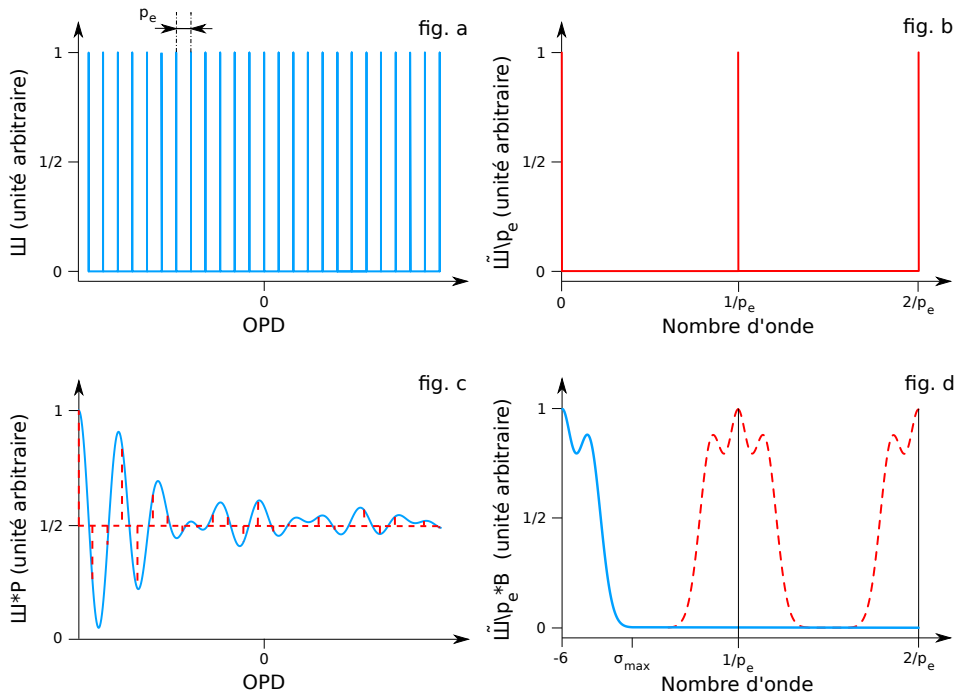 fig. a
p_e
1
1/2
0
0
Ш (unité arbitraire)
OPD
fig. b
1
1/2
0
0
1/p_e
2/p_e
Ш̃\p_e (unité arbitraire)
Nombre d'onde
fig. c
1
1/2
0
0
Ш*P (unité arbitraire)
OPD
fig. d
1
1/2
0
-6
σ_max
1/p_e
2/p_e
Ш̃\p_e*B (unité arbitraire)
Nombre d'onde